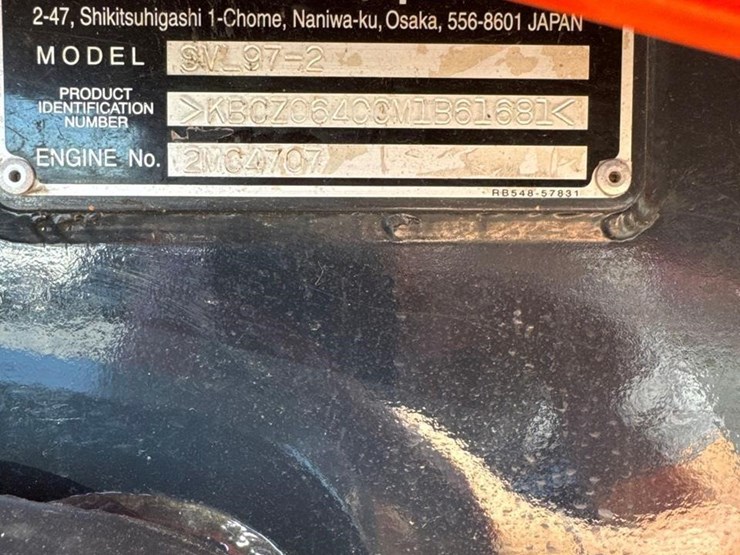 2-47, Shikitsuhigashi 1-Chome, Naniwa-ku, Osaka, 556-8601 JAPAN
MODEL SVL97-2
PRODUCT IDENTIFICATION NUMBER >KBCZ064CCM1B61681<
ENGINE No. 2MC4707
RB548-57831